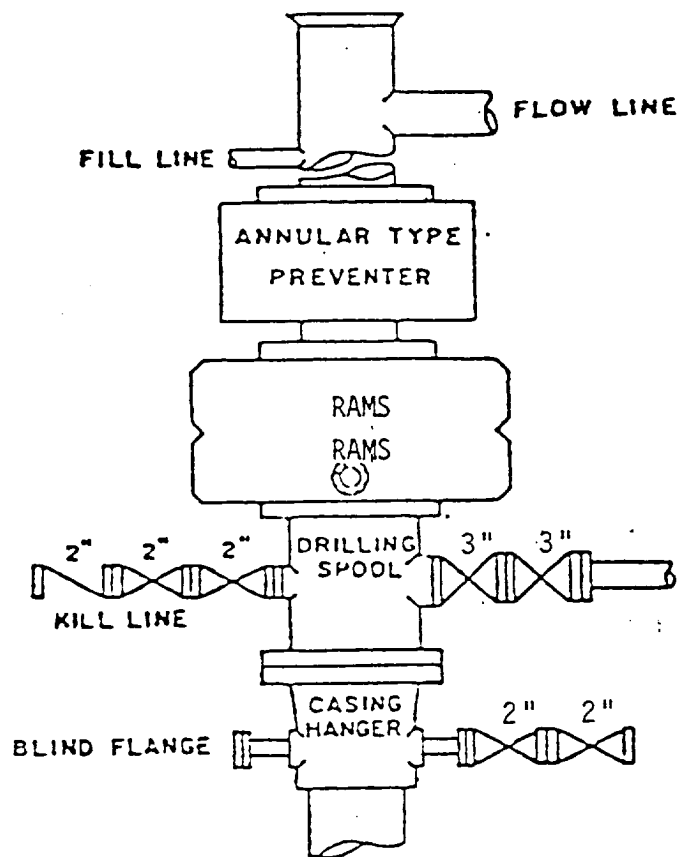 FLOW LINE
FILL LINE
ANNULAR TYPE
PREVENTER
RAMS
RAMS
2" 2" 2"
DRILLING
SPOOL
3" 3"
KILL LINE
CASING
HANGER
2" 2"
BLIND FLANGE